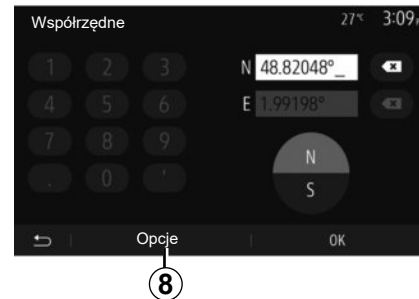 Współrzędne 27°C 3:09
1 2 3 N 48.82048°_
4 5 6 E 1.99198°
7 8 9 N
. 0 ' S
Opcje OK
8